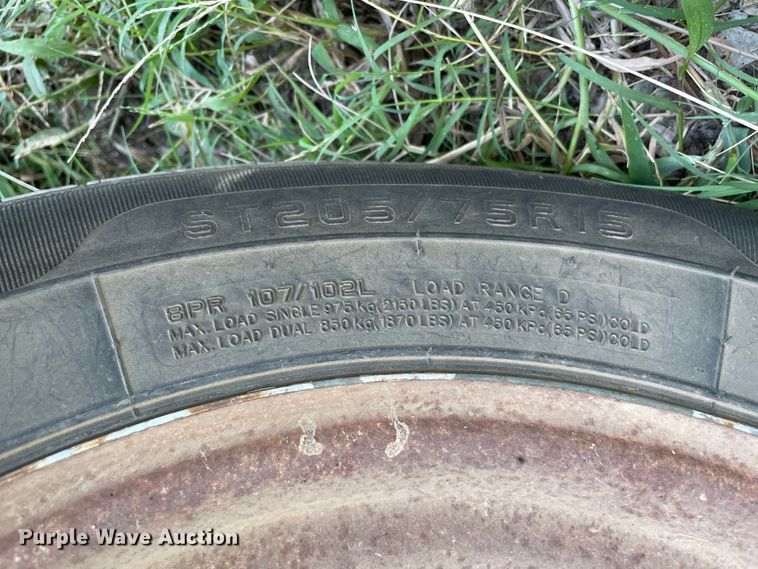 ST205/75R15
8PR 107/102L LOAD RANGE D
MAX. LOAD SINGLE 975 Kg(2150 LBS) AT 450 KPa(65 PSI)COLD
MAX. LOAD DUAL 850 Kg(1870 LBS) AT 450 KPa(65 PSI)COLD
Purple Wave Auction